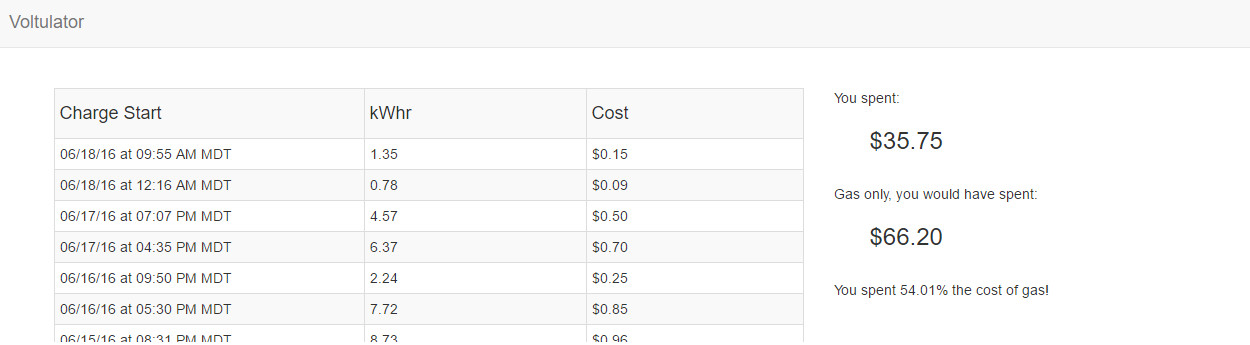 Voltulator
Charge Start kWhr Cost
06/18/16 at 09:55 AM MDT 1.35 $0.15
06/18/16 at 12:16 AM MDT 0.78 $0.09
06/17/16 at 07:07 PM MDT 4.57 $0.50
06/17/16 at 04:35 PM MDT 6.37 $0.70
06/16/16 at 09:50 PM MDT 2.24 $0.25
06/16/16 at 05:30 PM MDT 7.72 $0.85
06/15/16 at 08:31 PM MDT 8.73 $0.96
You spent:
$35.75
Gas only, you would have spent:
$66.20
You spent 54.01% the cost of gas!